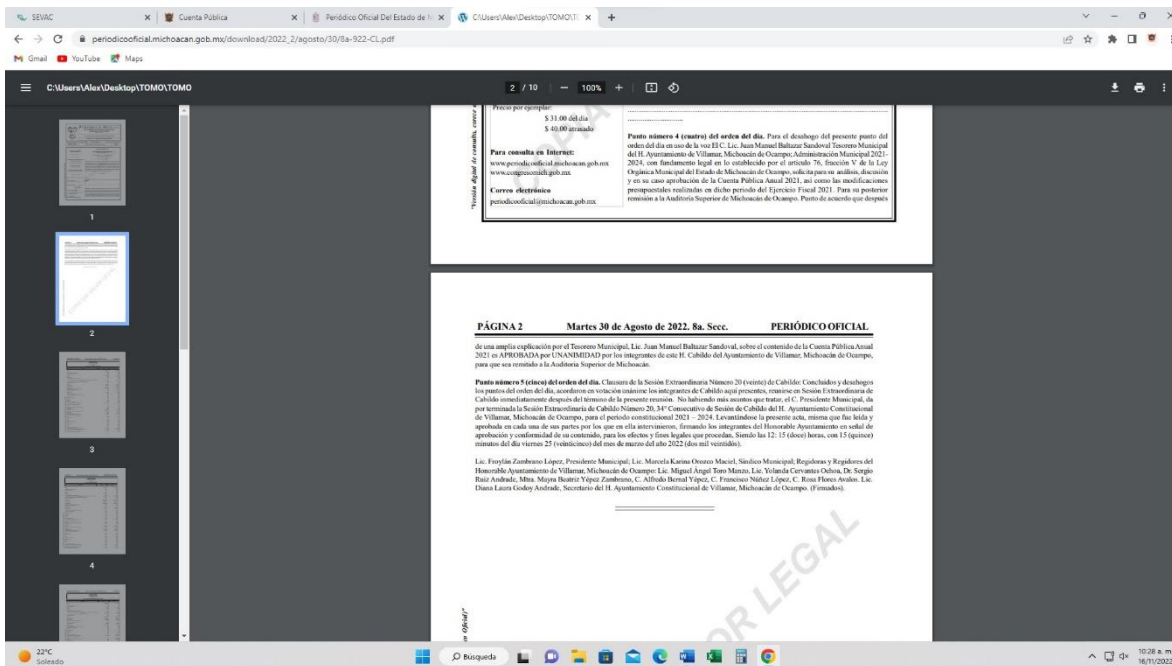 SEVAC
Cuenta Pública
Periódico Oficial Del Estado de
C:\Users\Alex\Desktop\TOMO\T
periodicooficial.michoacan.gob.mx/download/2022_2/agosto/30/8a-922-CL.pdf
Gmail
YouTube
Maps
C:\Users\Alex\Desktop\TOMO\TOMO
2 / 10
100%
1
2
3
4
Precio por ejemplar:
$ 31.00 del día
$ 40.00 atrasado
Para consulta en Internet:
www.periodicooficial.michoacan.gob.mx
www.congresomich.gob.mx
Correo electrónico
periodicooficial@michoacan.gob.mx
"Versión digital de consulta, carece
COPIA
Punto número 4 (cuatro) del orden del día. Para el desahogo del presente punto del
orden del día en uso de la voz El C. Lic. Juan Manuel Baltazar Sandoval Tesorero Municipal
del H. Ayuntamiento de Villamar, Michoacán de Ocampo; Administración Municipal 2021-
2024, con fundamento legal en lo establecido por el artículo 76, fracción V de la Ley
Orgánica Municipal del Estado de Michoacán de Ocampo, solicita para su análisis, discusión
y en su caso aprobación de la Cuenta Pública Anual 2021, así como las modificaciones
presupuestales realizadas en dicho periodo del Ejercicio Fiscal 2021. Para su posterior
remisión a la Auditoría Superior de Michoacán de Ocampo. Punto de acuerdo que después
PÁGINA 2 Martes 30 de Agosto de 2022. 8a. Secc. PERIÓDICO OFICIAL
de una amplia explicación por el Tesorero Municipal, Lic. Juan Manuel Baltazar Sandoval, sobre el contenido de la Cuenta Pública Anual
2021 es APROBADA por UNANIMIDAD por los integrantes de este H. Cabildo del Ayuntamiento de Villamar, Michoacán de Ocampo,
para que sea remitido a la Auditoría Superior de Michoacán.
Punto número 5 (cinco) del orden del día. Clausura de la Sesión Extraordinaria Número 20 (veinte) de Cabildo: Concluidos y desahogos
los puntos del orden del día, acordaron en votación unánime los integrantes de Cabildo aquí presentes, reunirse en Sesión Extraordinaria de
Cabildo inmediatamente después del término de la presente reunión. No habiendo más asuntos que tratar, el C. Presidente Municipal, da
por terminada la Sesión Extraordinaria de Cabildo Número 20, 34° Consecutivo de Sesión de Cabildo del H. Ayuntamiento Constitucional
de Villamar, Michoacán de Ocampo, para el periodo constitucional 2021 – 2024. Levantándose la presente acta, misma que fue leída y
aprobada en cada una de sus partes por los que en ella intervinieron, firmando los integrantes del Honorable Ayuntamiento en señal de
aprobación y conformidad de su contenido, para los efectos y fines legales que procedan, Siendo las 12: 15 (doce) horas, con 15 (quince)
minutos del día viernes 25 (veinticinco) del mes de marzo del año 2022 (dos mil veintidós).
Lic. Froylán Zambrano López, Presidente Municipal; Lic. Marcela Karina Orozco Maciel, Síndico Municipal; Regidoras y Regidores del
Honorable Ayuntamiento de Villamar, Michoacán de Ocampo: Lic. Miguel Ángel Toro Manzo, Lic. Yolanda Cervantes Ochoa, Dr. Sergio
Ruiz Andrade, Mtra. Mayra Beatriz Yépez Zambrano, C. Alfredo Bernal Yépez, C. Francisco Núñez López, C. Rosa Flores Avalos. Lic.
Diana Laura Godoy Andrade, Secretario del H. Ayuntamiento Constitucional de Villamar, Michoacán de Ocampo. (Firmados).
OR LEGAL
Oficial)"
22°C
Soleado
Búsqueda
10:28 a. m.
16/11/2022